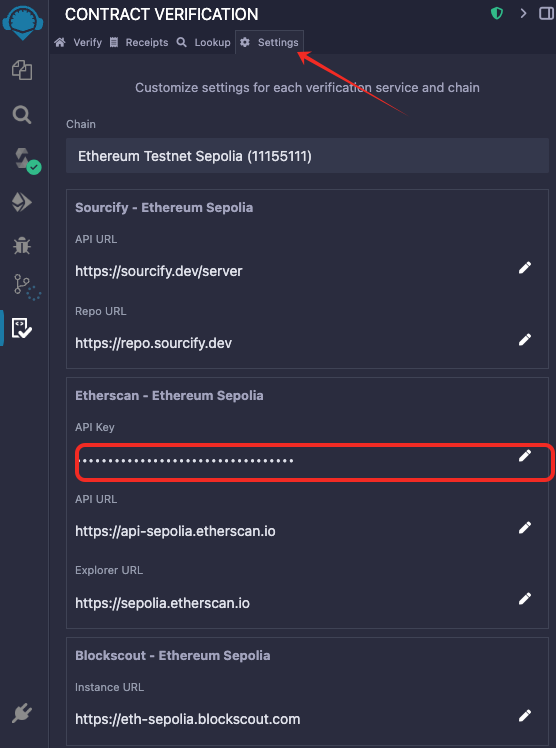 CONTRACT VERIFICATION
Verify Receipts Lookup Settings
Customize settings for each verification service and chain
Chain
Ethereum Testnet Sepolia (11155111)
Sourcify - Ethereum Sepolia
API URL
https://sourcify.dev/server
Repo URL
https://repo.sourcify.dev
Etherscan - Ethereum Sepolia
API Key
••••••••••••••••••••••••••••••••••
API URL
https://api-sepolia.etherscan.io
Explorer URL
https://sepolia.etherscan.io
Blockscout - Ethereum Sepolia
Instance URL
https://eth-sepolia.blockscout.com